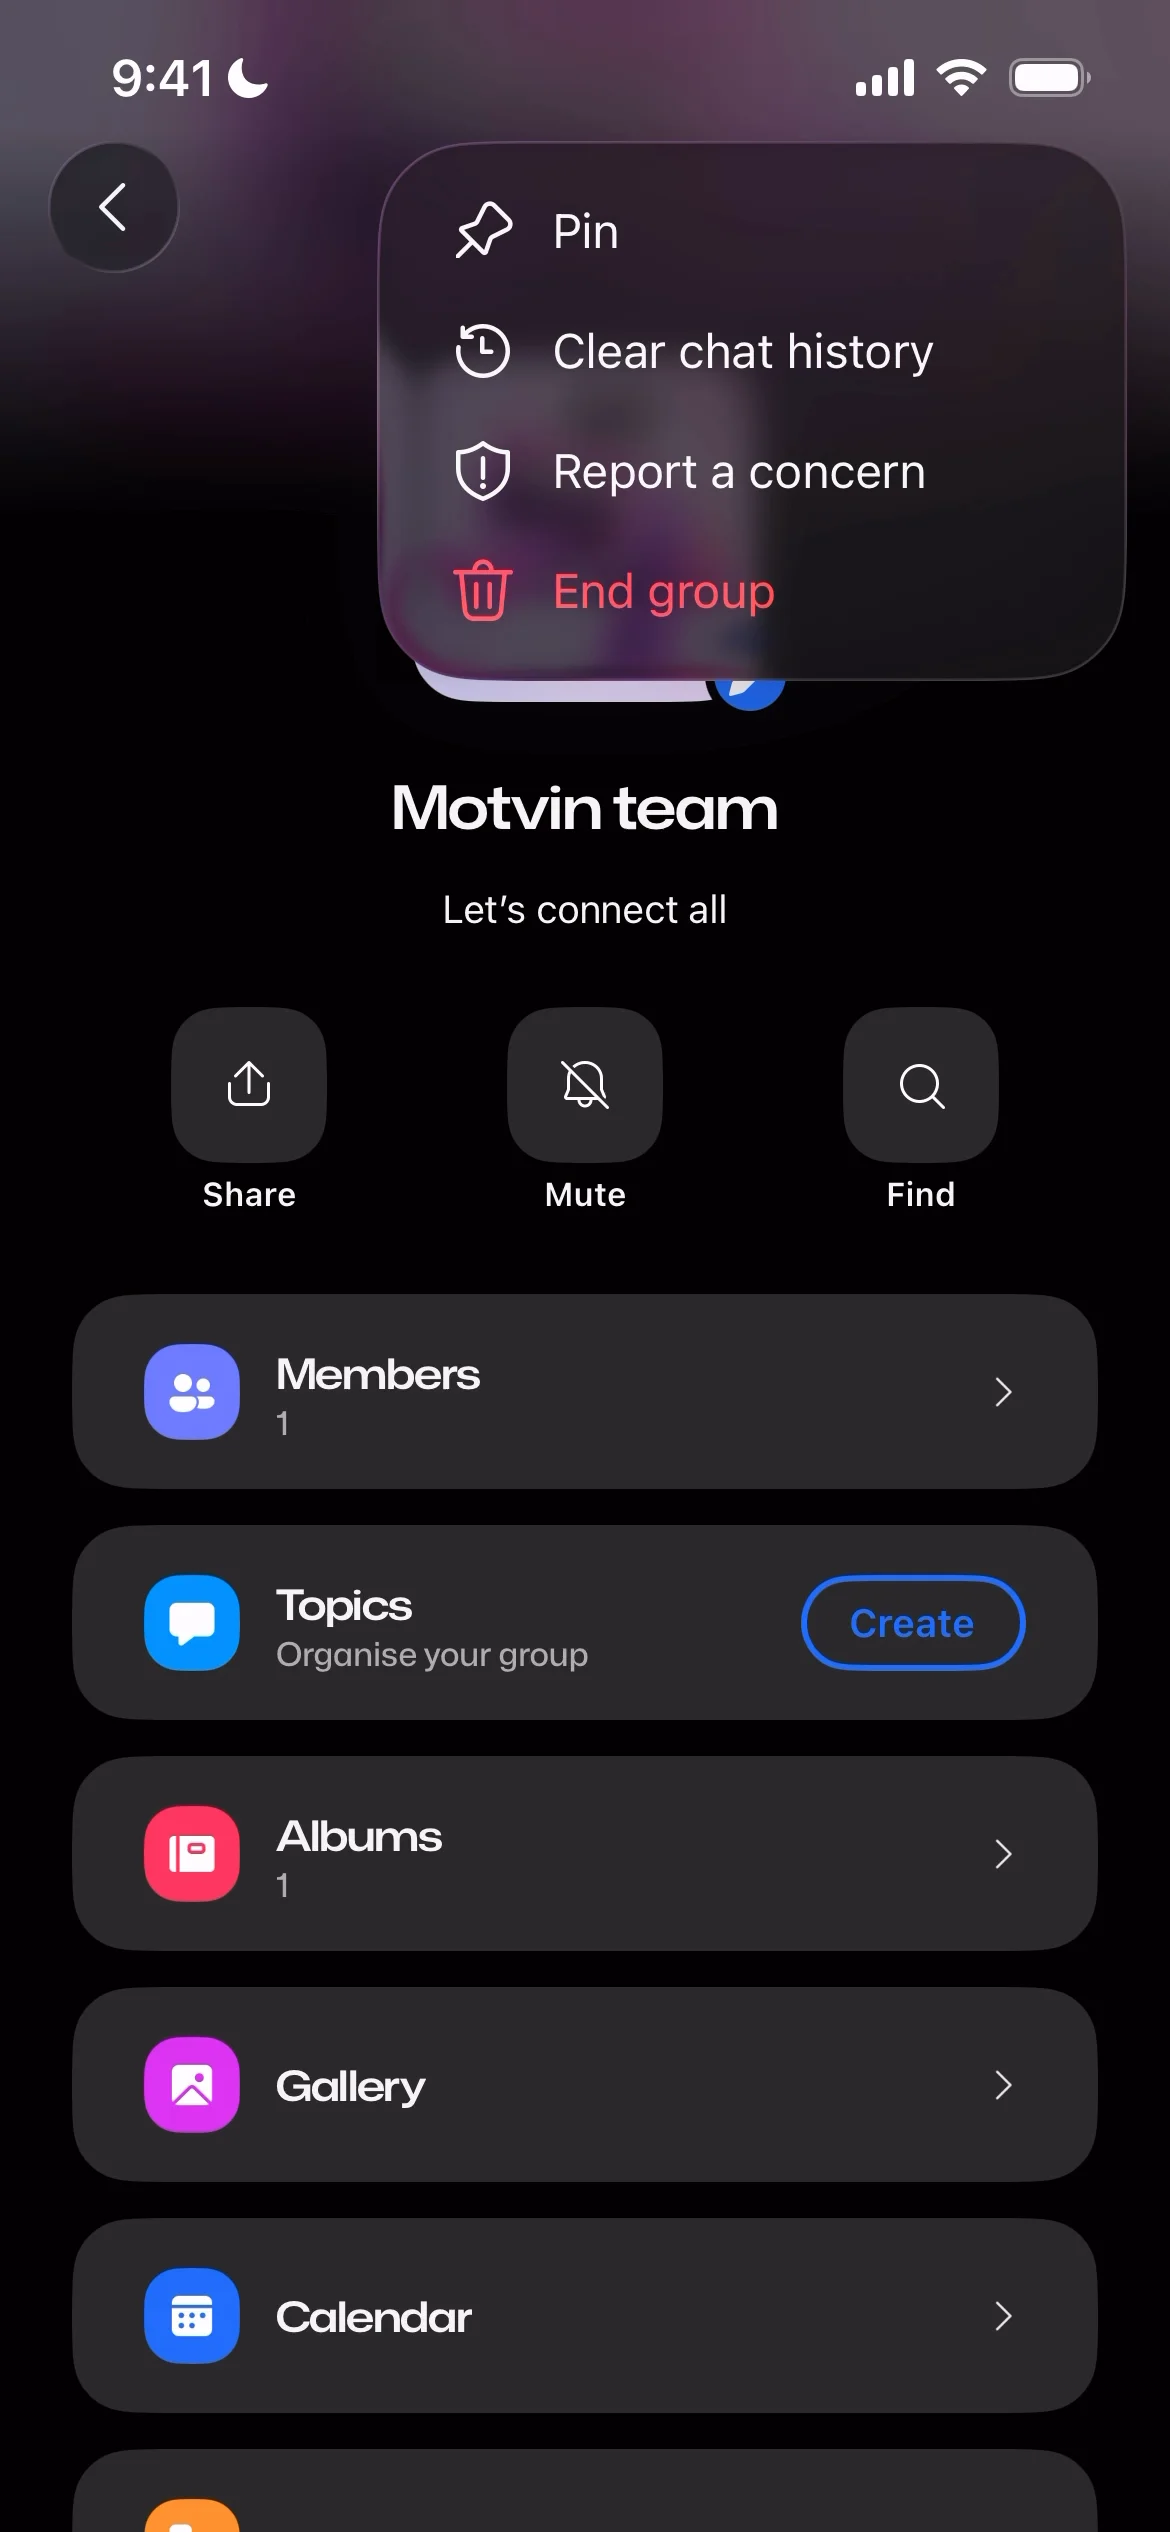 9:41
Pin
Clear chat history
Report a concern
End group
Motvin team
Let’s connect all
Share
Mute
Find
Members
1
Topics
Organise your group
Create
Albums
1
Gallery
Calendar